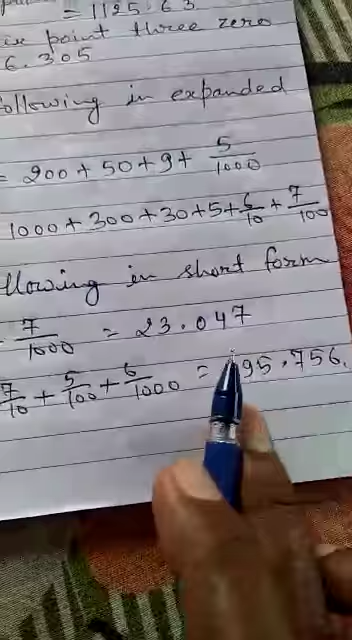 = 1125.63
point three zero
6.305
following in expanded
= 200 + 50 + 9 + 5/1000
1000 + 300 + 30 + 5 + 6/10 + 7/100
llowing in short form
7/1000 = 23.047
7/10 + 5/100 + 6/1000 = 95.756.